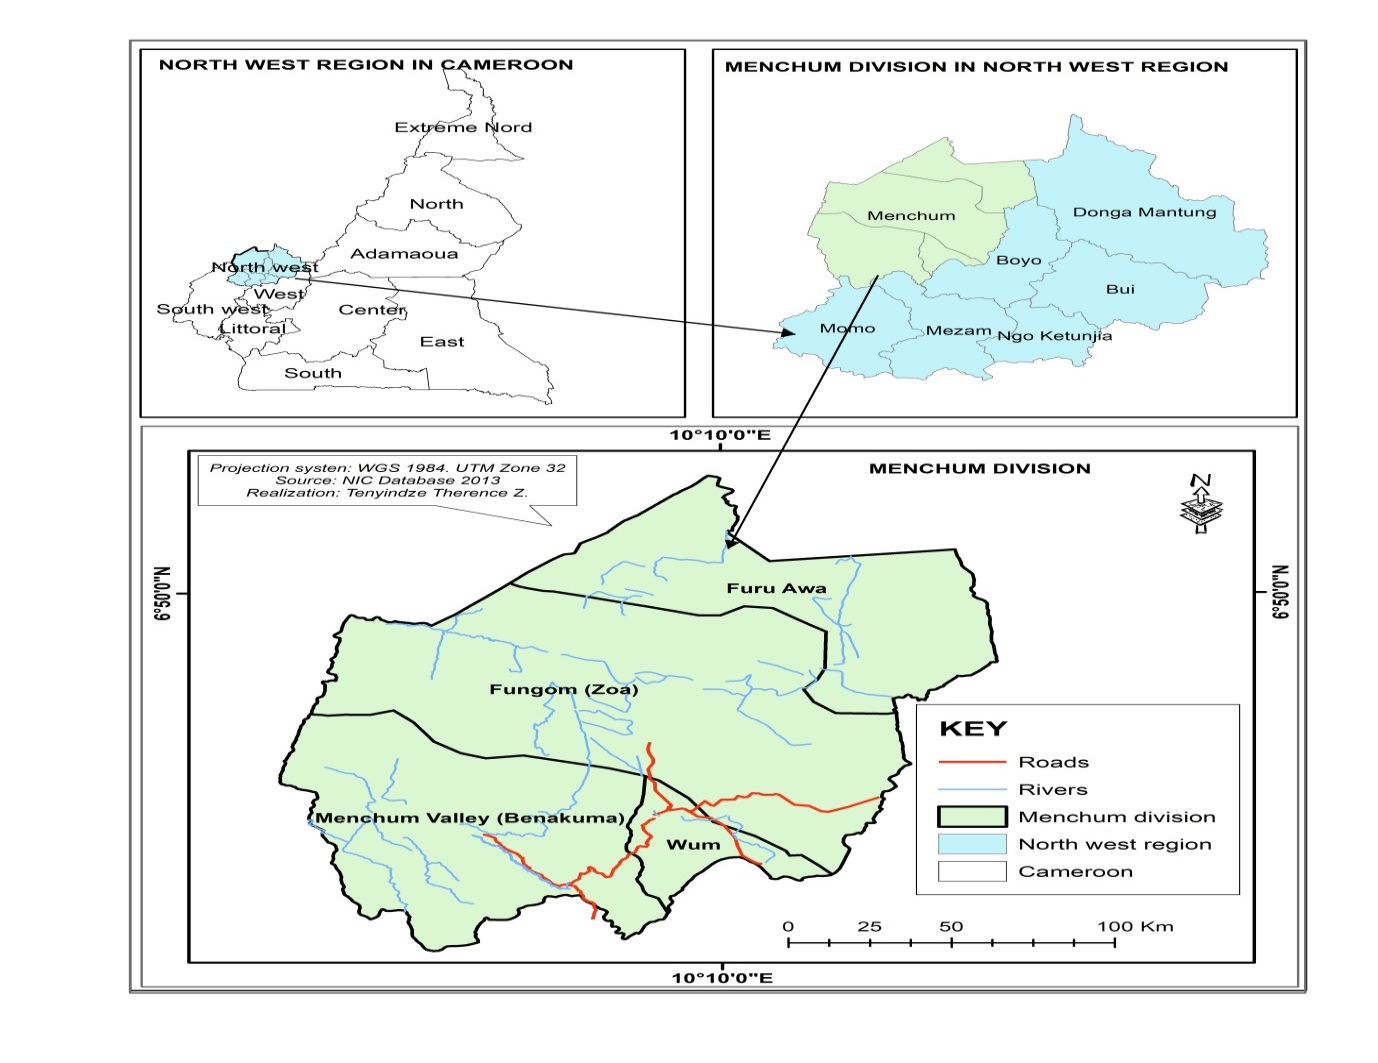 NORTH WEST REGION IN CAMEROON
Extreme Nord
North
Adamaoua
North west
West
South west
Center
Littoral
East
South
MENCHUM DIVISION IN NORTH WEST REGION
Menchum
Donga Mantung
Boyo
Bui
Momo
Mezam
Ngo Ketunjia
10°10'0"E
Projection systen: WGS 1984. UTM Zone 32
Source: NIC Database 2013
Realization: Tenyindze Therence Z.
MENCHUM DIVISION
N
6°50'0"N
6°50'0"N
Furu Awa
Fungom (Zoa)
Menchum Valley (Benakuma)
Wum
KEY
Roads
Rivers
Menchum division
North west region
Cameroon
0 25 50 100 Km
10°10'0"E